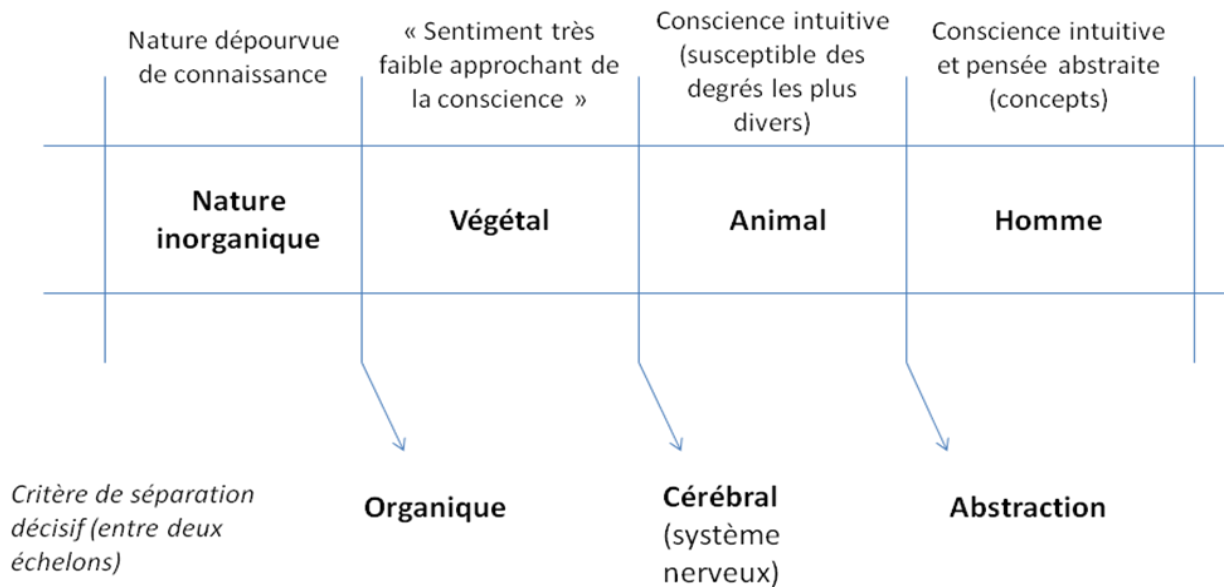 Nature dépourvue
de connaissance
« Sentiment très
faible approchant de
la conscience »
Conscience intuitive
(susceptible des
degrés les plus
divers)
Conscience intuitive
et pensée abstraite
(concepts)
Nature
inorganique
Végétal
Animal
Homme
Critère de séparation
décisif (entre deux
échelons)
Organique
Cérébral
(système
nerveux)
Abstraction